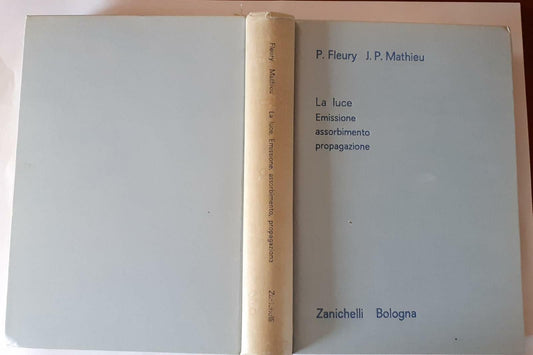 Fleury Mathieu La luce. Emissione, assorbimento, propagazione Zanichelli
P. Fleury J. P. Mathieu
La luce
Emissione
assorbimento
propagazione
Zanichelli Bologna